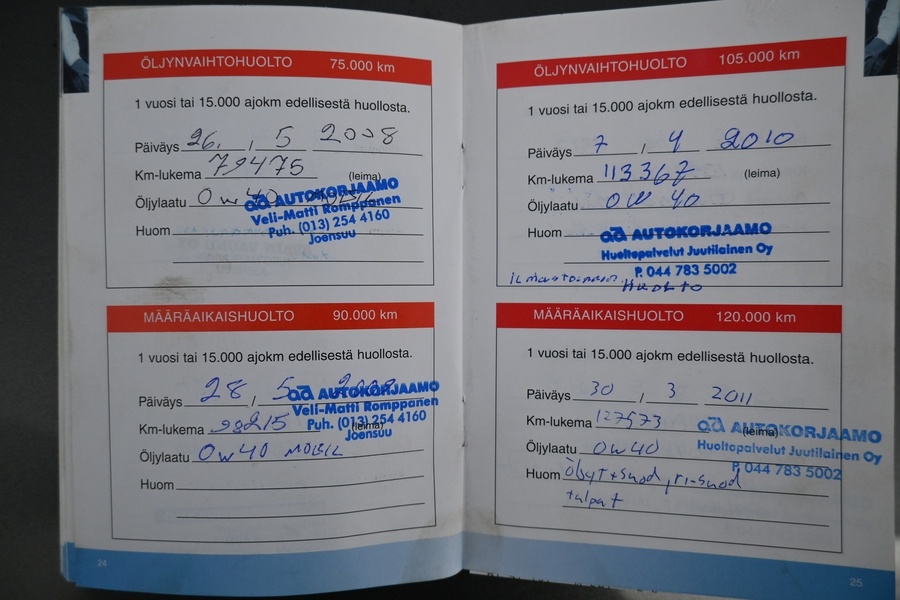 ÖLJYNVAIHTOHUOLTO 75.000 km
1 vuosi tai 15.000 ajokm edellisestä huollosta.
Päiväys 26. / 5 2008
Km-lukema 79475
(leima)
Öljylaatu 0w40
Huom
ad AUTOKORJAAMO
Veli-Matti Romppanen
Puh. (013) 254 4160
Joensuu
MÄÄRÄAIKAISHUOLTO 90.000 km
1 vuosi tai 15.000 ajokm edellisestä huollosta.
Päiväys 28 / 5
Km-lukema
(leima)
Öljylaatu 0w40 MOBIL
Huom
ad AUTOKORJAAMO
Veli-Matti Romppanen
Puh. (013) 254 4160
Joensuu
24
ÖLJYNVAIHTOHUOLTO 105.000 km
1 vuosi tai 15.000 ajokm edellisestä huollosta.
Päiväys 7 / 4 2010
Km-lukema 113367
(leima)
Öljylaatu 0W40
Huom
ad AUTOKORJAAMO
Huoltopalvelut Juutilainen Oy
P. 044 783 5002
HUOLTO
MÄÄRÄAIKAISHUOLTO 120.000 km
1 vuosi tai 15.000 ajokm edellisestä huollosta.
Päiväys 30 / 3 2011
Km-lukema 127573
(leima)
Öljylaatu 0w40
Huom
ad AUTOKORJAAMO
Huoltopalvelut Juutilainen Oy
P. 044 783 5002
tulpat
25